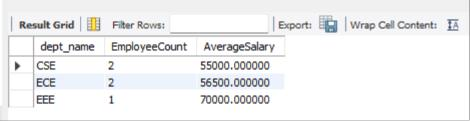 Result Grid Filter Rows: Export: Wrap Cell Content: IA
dept_name EmployeeCount AverageSalary
CSE 2 55000.000000
ECE 2 56500.000000
EEE 1 70000.000000